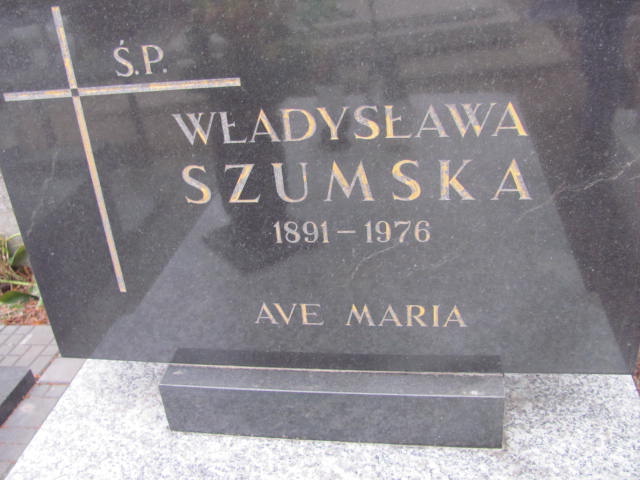 Ś.P.
WŁADYSŁAWA
SZUMSKA
1891 – 1976
AVE MARIA